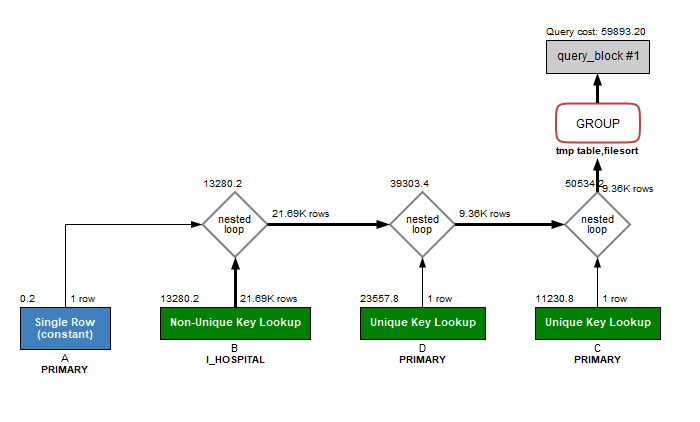 Query cost: 59893.20
query_block #1
GROUP
tmp table,filesort
13280.2
39303.4
50534.2
9.36K rows
nested
loop
21.69K rows
nested
loop
9.36K rows
nested
loop
0.2
1 row
13280.2
21.69K rows
23557.8
1 row
11230.8
1 row
Single Row
(constant)
Non-Unique Key Lookup
Unique Key Lookup
Unique Key Lookup
A
B
D
C
PRIMARY
I_HOSPITAL
PRIMARY
PRIMARY